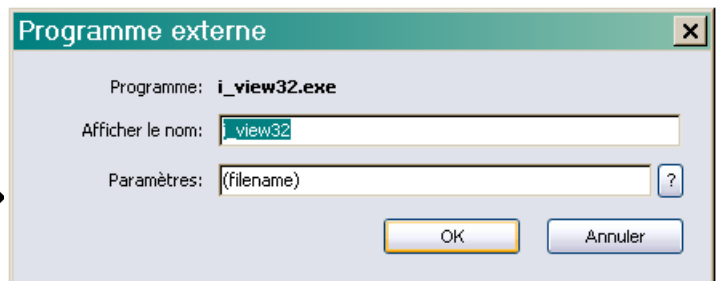 Programme externe
Programme: i_view32.exe
Afficher le nom: i_view32
Paramètres: (filename) ?
OK Annuler